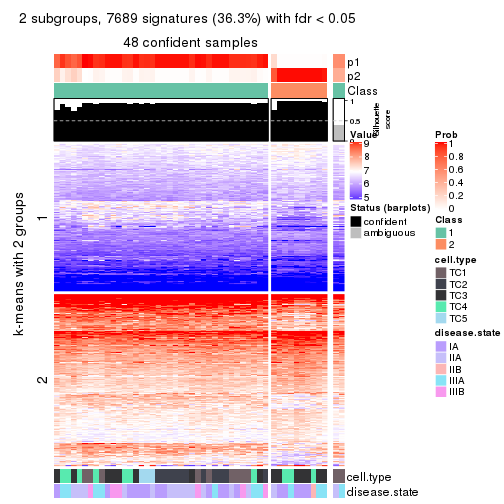 2 subgroups, 7689 signatures (36.3%) with fdr < 0.05
48 confident samples
p1
p2
Class
1
0.5
0
Silhouette
score
k-means with 2 groups
1
2
cell.type
disease.state
Value
9
8
7
6
5
Status (barplots)
confident
ambiguous
Prob
1
0.8
0.6
0.4
0.2
0
Class
1
2
cell.type
TC1
TC2
TC3
TC4
TC5
disease.state
IA
IIA
IIB
IIIA
IIIB